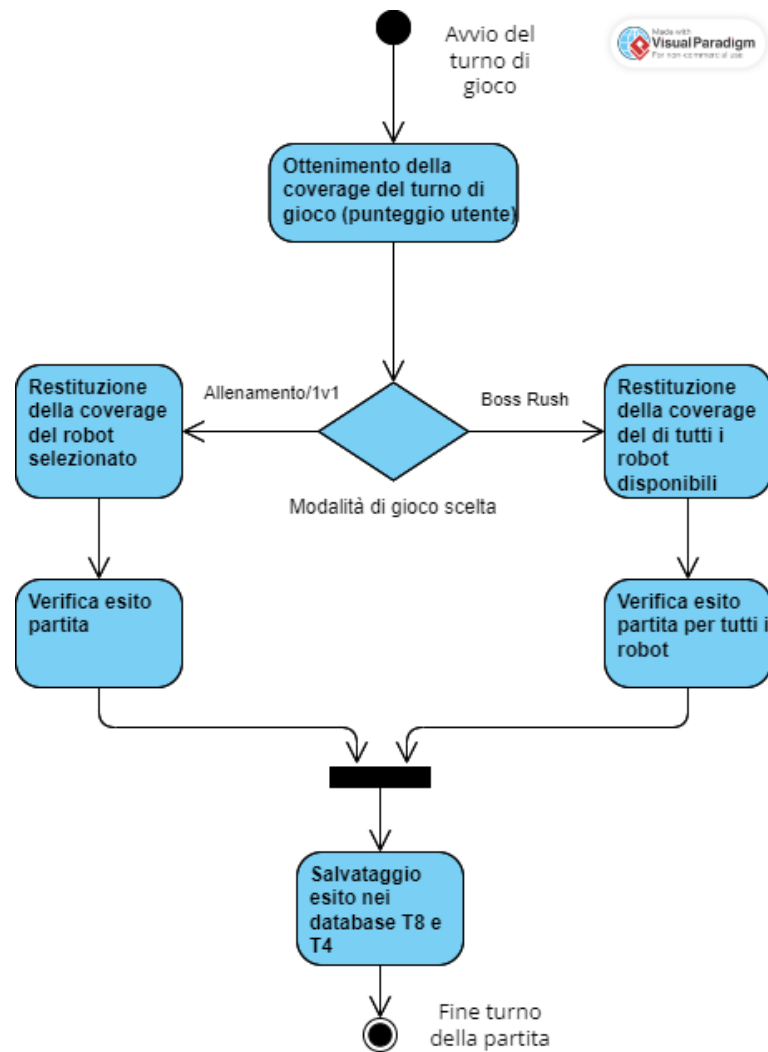 Avvio del
turno di
gioco
Made with
Visual Paradigm
For non-commercial use
Ottenimento della
coverage del turno di
gioco (punteggio utente)
Restituzione
della coverage
del robot
selezionato
Allenamento/1v1
Boss Rush
Restituzione
della coverage
del di tutti i
robot
disponibili
Modalità di gioco scelta
Verifica esito
partita
Verifica esito
partita per tutti i
robot
Salvataggio
esito nei
database T8 e
T4
Fine turno
della partita